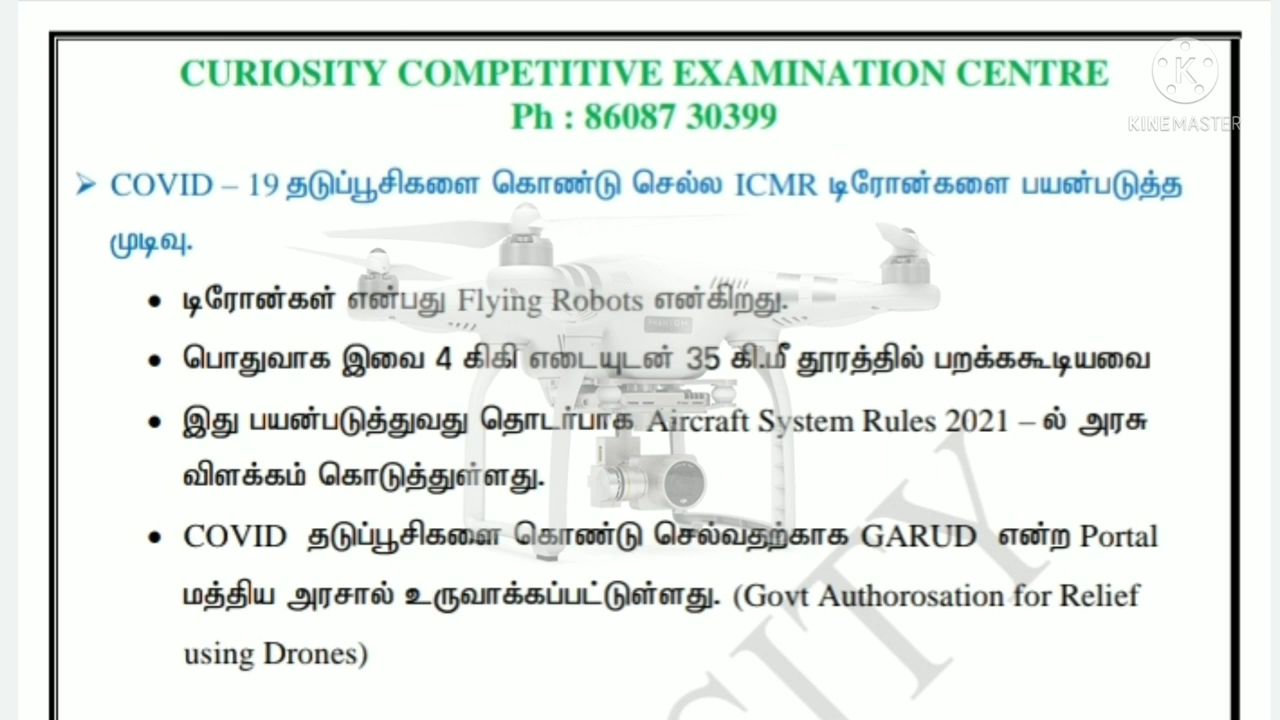 CURIOSITY COMPETITIVE EXAMINATION CENTRE
Ph : 86087 30399
K
KINEMASTER
➤ COVID – 19 தடுப்பூசிகளை கொண்டு செல்ல ICMR டிரோன்களை பயன்படுத்த
முடிவு.
• டிரோன்கள் என்பது Flying Robots என்கிறது.
• பொதுவாக இவை 4 கிகி எடையுடன் 35 கி.மீ தூரத்தில் பறக்ககூடியவை
• இது பயன்படுத்துவது தொடர்பாக Aircraft System Rules 2021 – ல் அரசு
விளக்கம் கொடுத்துள்ளது.
• COVID தடுப்பூசிகளை கொண்டு செல்வதற்காக GARUD என்ற Portal
மத்திய அரசால் உருவாக்கப்பட்டுள்ளது. (Govt Authorosation for Relief
using Drones)
PHANTOM
SITY